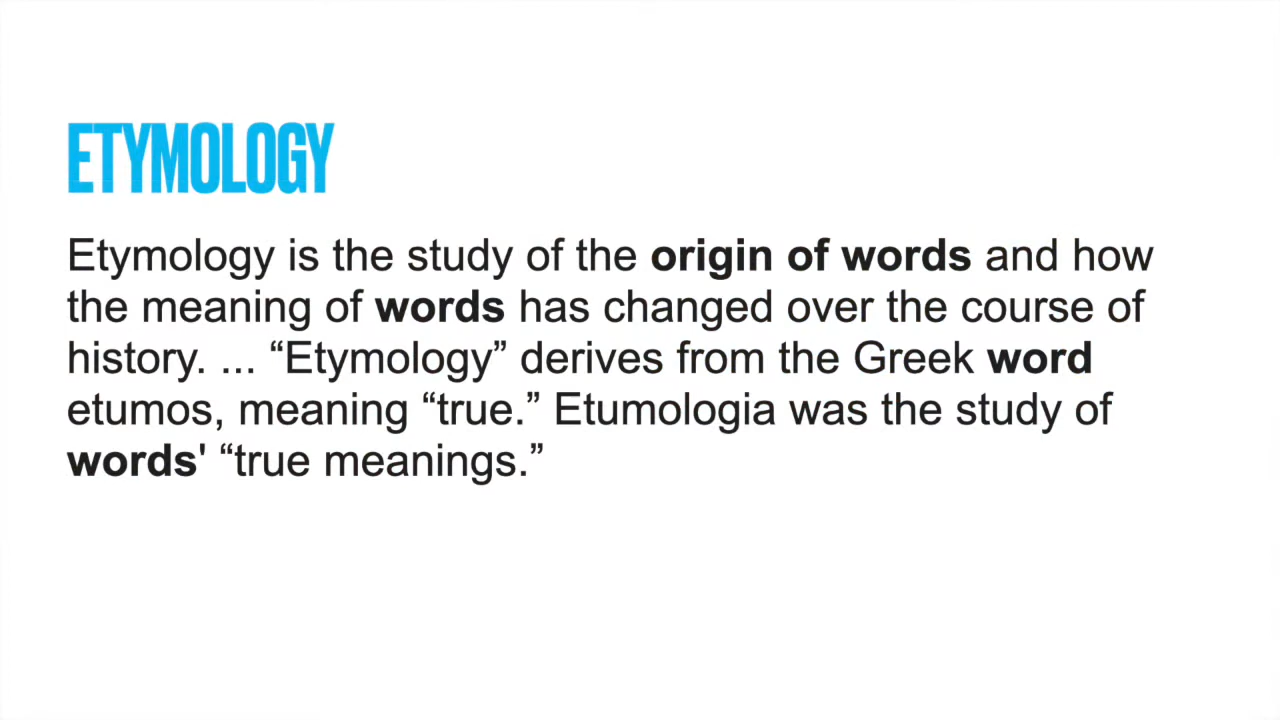 ETYMOLOGY
Etymology is the study of the origin of words and how
the meaning of words has changed over the course of
history. ... “Etymology” derives from the Greek word
etumos, meaning “true.” Etumologia was the study of
words' “true meanings.”